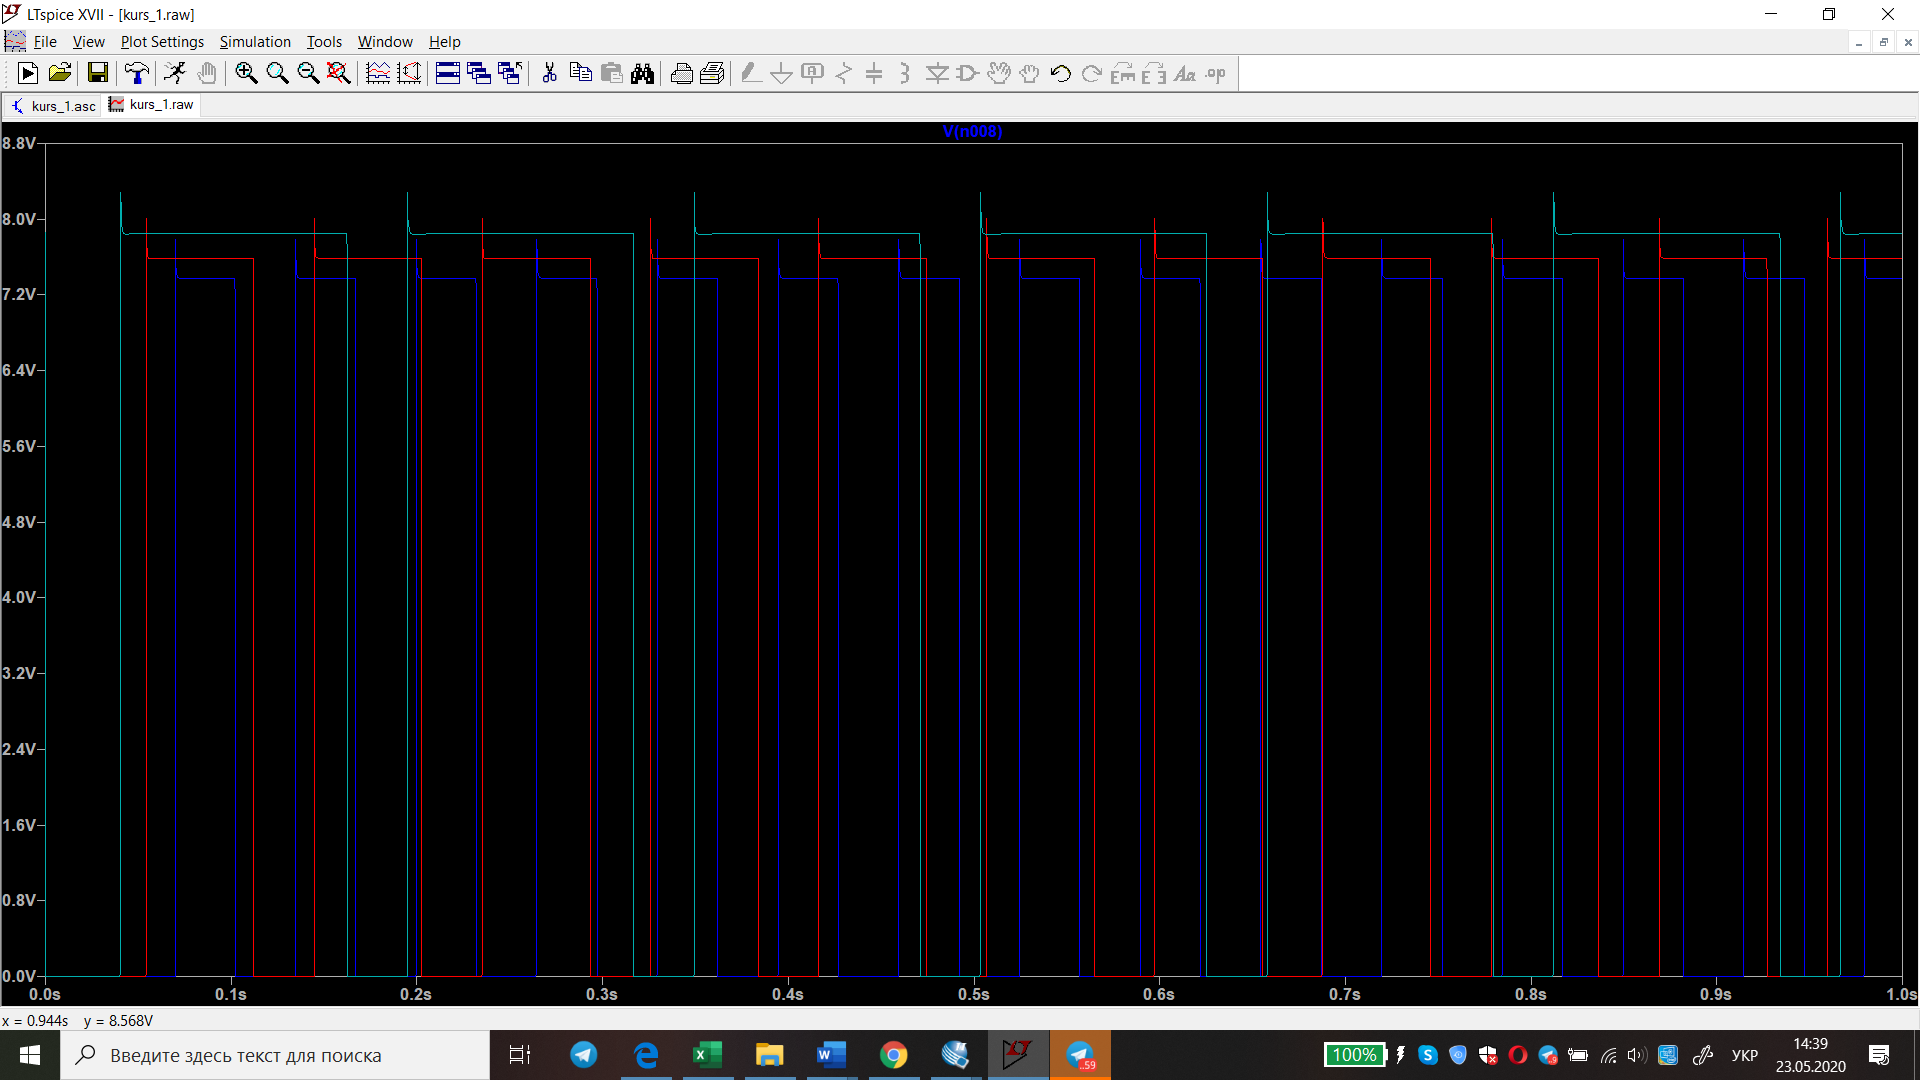 LTspice XVII - [kurs_1.raw]
File View Plot Settings Simulation Tools Window Help
kurs_1.asc kurs_1.raw
V(n008)
8.8V
8.0V
7.2V
6.4V
5.6V
4.8V
4.0V
3.2V
2.4V
1.6V
0.8V
0.0V
0.0s 0.1s 0.2s 0.3s 0.4s 0.5s 0.6s 0.7s 0.8s 0.9s 1.0s
x = 0.944s y = 8.568V
Введите здесь текст для поиска
..59
100%
УКР
14:39
23.05.2020